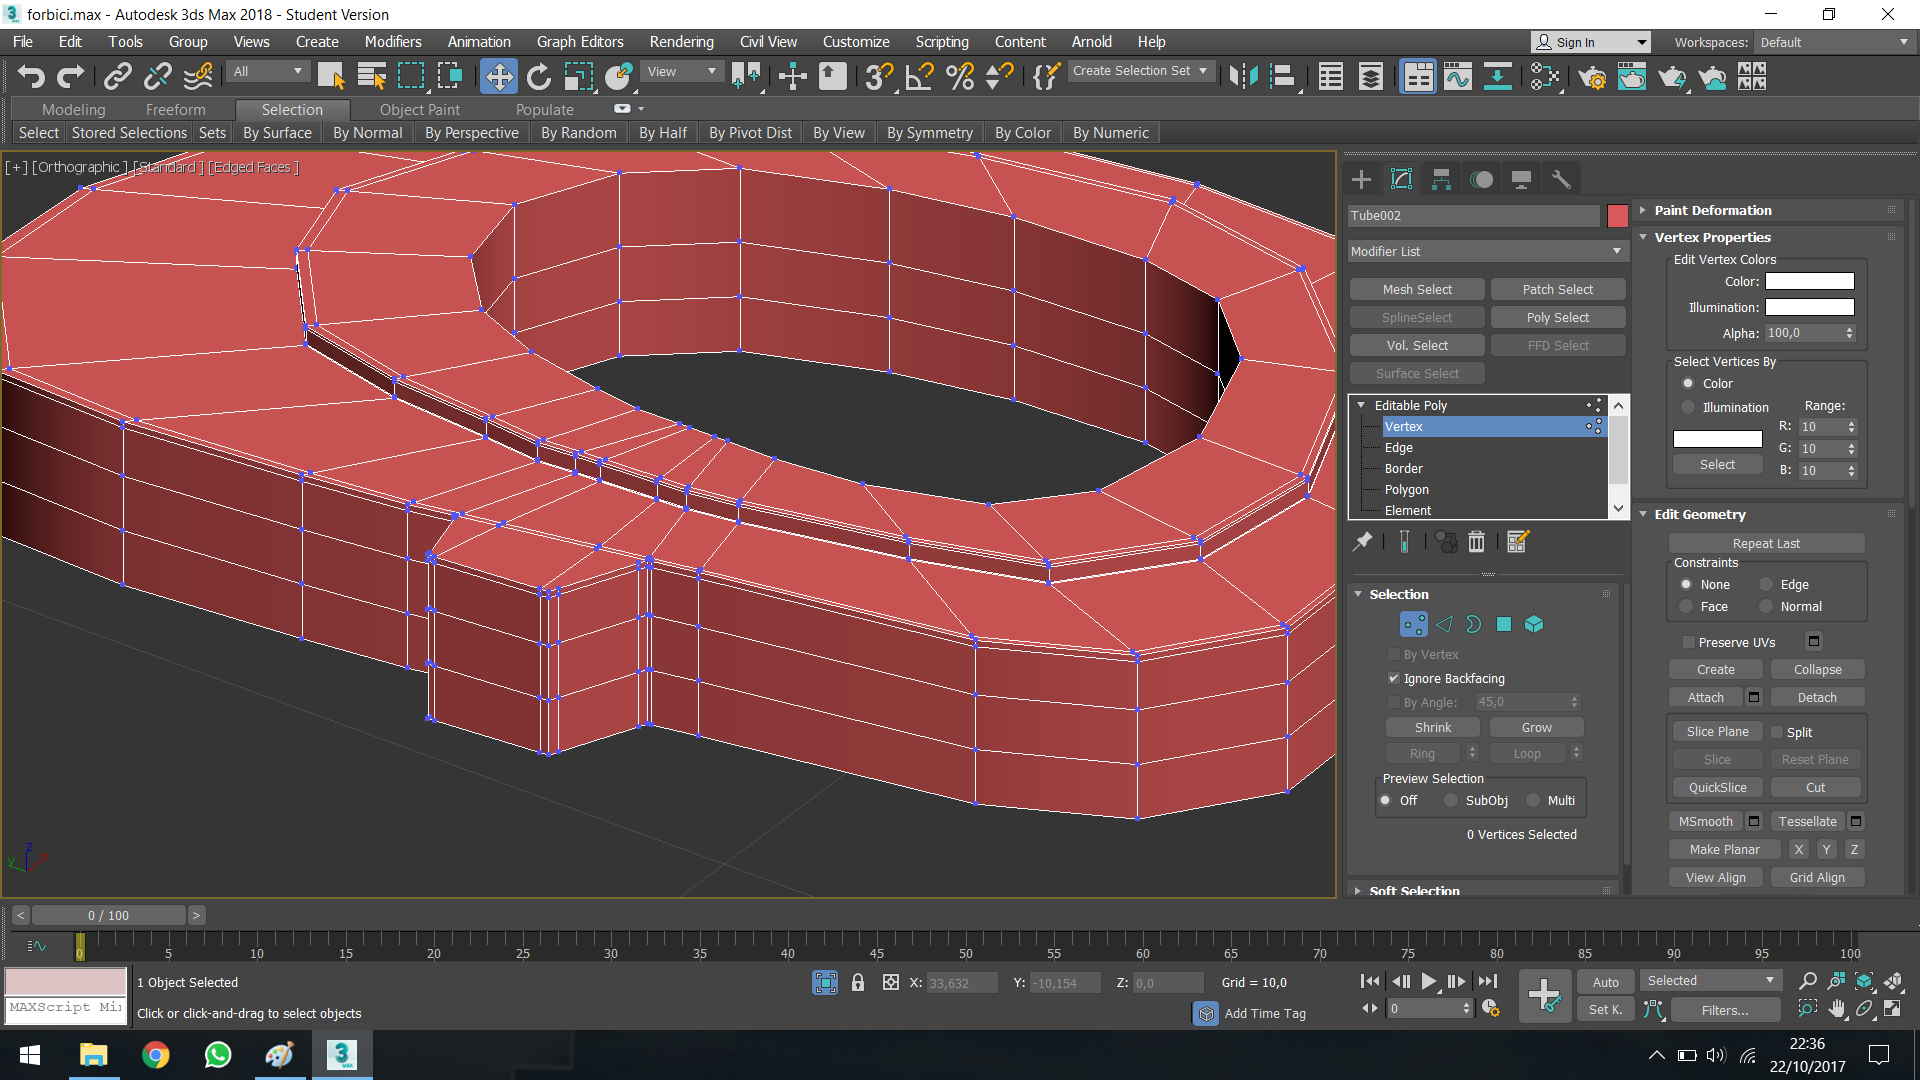 forbici.max - Autodesk 3ds Max 2018 - Student Version
File Edit Tools Group Views Create Modifiers Animation Graph Editors Rendering Civil View Customize Scripting Content Arnold Help
Sign In Workspaces: Default
All View Create Selection Set
Modeling Freeform Selection Object Paint Populate
Select Stored Selections Sets By Surface By Normal By Perspective By Random By Half By Pivot Dist By View By Symmetry By Color By Numeric
[+] [Orthographic ] [Standard ] [Edged Faces ]
Tube002
Modifier List
Mesh Select Patch Select
SplineSelect Poly Select
Vol. Select FFD Select
Surface Select
Editable Poly
Vertex
Edge
Border
Polygon
Element
Selection
By Vertex
Ignore Backfacing
By Angle: 45,0
Shrink Grow
Ring Loop
Preview Selection
Off SubObj Multi
0 Vertices Selected
Soft Selection
Paint Deformation
Vertex Properties
Edit Vertex Colors
Color:
Illumination:
Alpha: 100,0
Select Vertices By
Color
Illumination Range:
R: 10
G: 10
Select B: 10
Edit Geometry
Repeat Last
Constraints
None Edge
Face Normal
Preserve UVs
Create Collapse
Attach Detach
Slice Plane Split
Slice Reset Plane
QuickSlice Cut
MSmooth Tessellate
Make Planar X Y Z
View Align Grid Align
z
y x
< 0 / 100 >
0 5 10 15 20 25 30 35 40 45 50 55 60 65 70 75 80 85 90 95 100
1 Object Selected X: 33,632 Y: -10,154 Z: 0,0 Grid = 10,0 Auto Selected
MAXScript Mi
Click or click-and-drag to select objects Add Time Tag 0 Set K. Filters...
3
MAX
22:36
22/10/2017